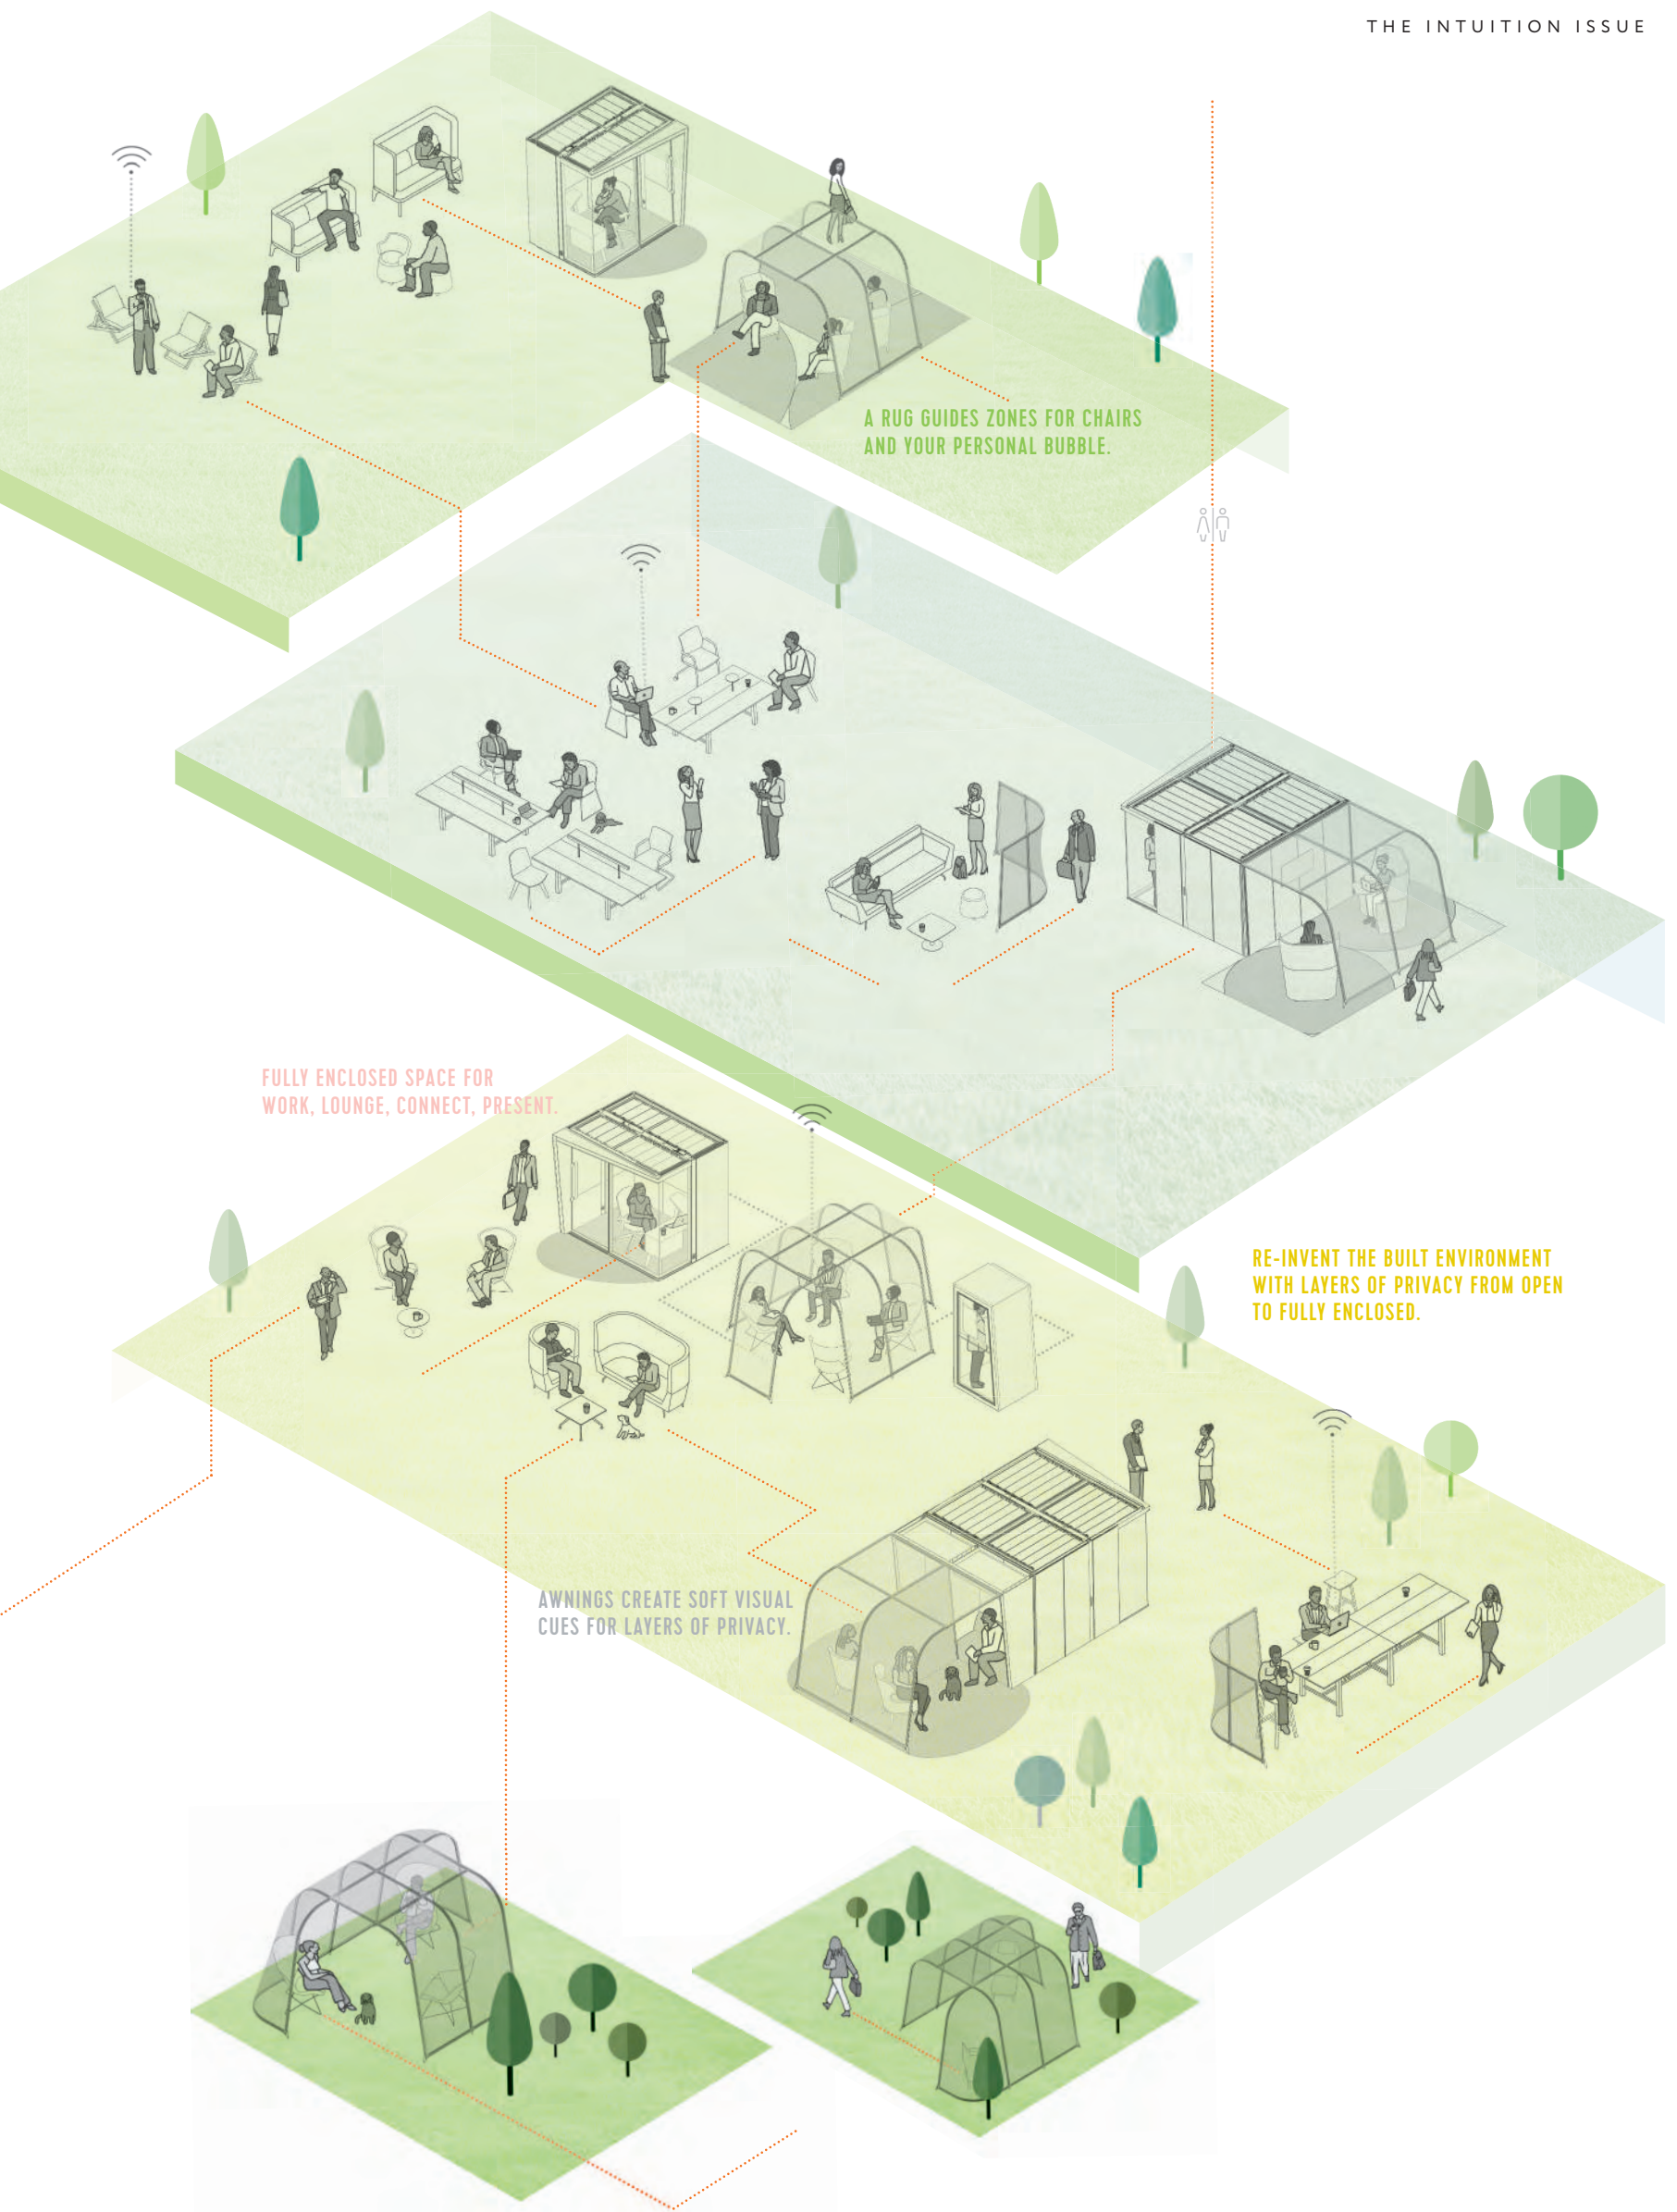 THE INTUITION ISSUE
A RUG GUIDES ZONES FOR CHAIRS
AND YOUR PERSONAL BUBBLE.
FULLY ENCLOSED SPACE FOR
WORK, LOUNGE, CONNECT, PRESENT.
RE-INVENT THE BUILT ENVIRONMENT
WITH LAYERS OF PRIVACY FROM OPEN
TO FULLY ENCLOSED.
AWNINGS CREATE SOFT VISUAL
CUES FOR LAYERS OF PRIVACY.